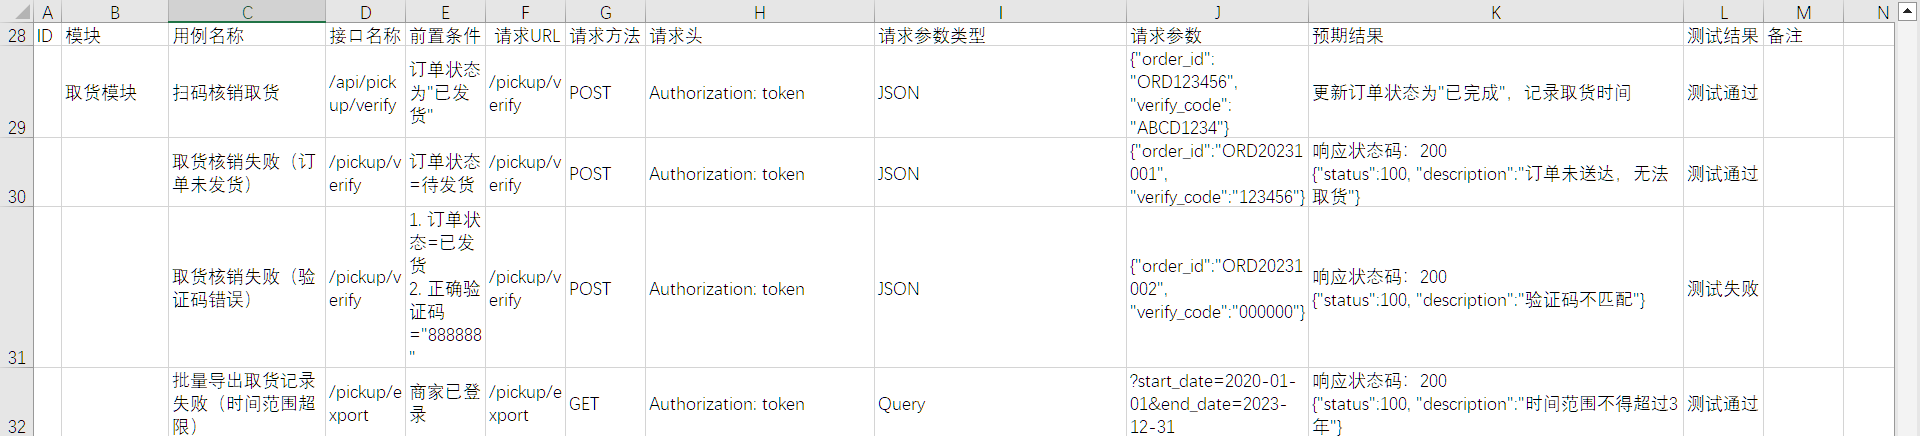 A B C D E F G H I J K L M N
28 ID 模块 用例名称 接口名称 前置条件 请求URL 请求方法 请求头 请求参数类型 请求参数 预期结果 测试结果 备注
29
取货模块
扫码核销取货
/api/pick
up/verify
订单状态
为"已发
货"
/pickup/v
erify
POST
Authorization: token
JSON
{"order_id":
"ORD123456",
"verify_code":
"ABCD1234"}
更新订单状态为"已完成"，记录取货时间
测试通过
30
取货核销失败（订
单未发货）
/pickup/v
erify
订单状态
=待发货
/pickup/v
erify
POST
Authorization: token
JSON
{"order_id":"ORD20231
001",
"verify_code":"123456"}
响应状态码：200
{"status":100, "description":"订单未送达，无法
取货"}
测试通过
31
取货核销失败（验
证码错误）
/pickup/v
erify
1. 订单状
态=已发
货
2. 正确验
证码
="888888
"
/pickup/v
erify
POST
Authorization: token
JSON
{"order_id":"ORD20231
002",
"verify_code":"000000"}
响应状态码：200
{"status":100, "description":"验证码不匹配"}
测试失败
32
批量导出取货记录
失败（时间范围超
限）
/pickup/e
xport
商家已登
录
/pickup/e
xport
GET
Authorization: token
Query
?start_date=2020-01-
01&end_date=2023-
12-31
响应状态码：200
{"status":100, "description":"时间范围不得超过3
年"}
测试通过